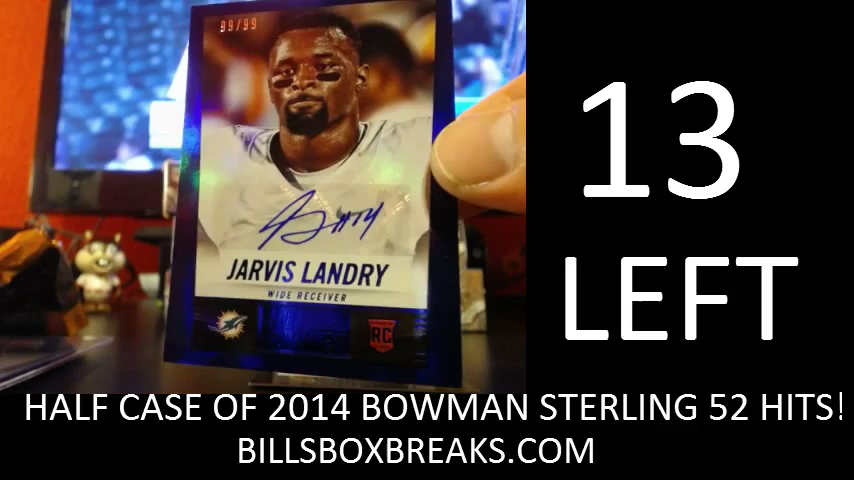 99/99
13
LEFT
JARVIS LANDRY
WIDE RECEIVER
RC
HALF CASE OF 2014 BOWMAN STERLING 52 HITS!
BILLSBOXBREAKS.COM